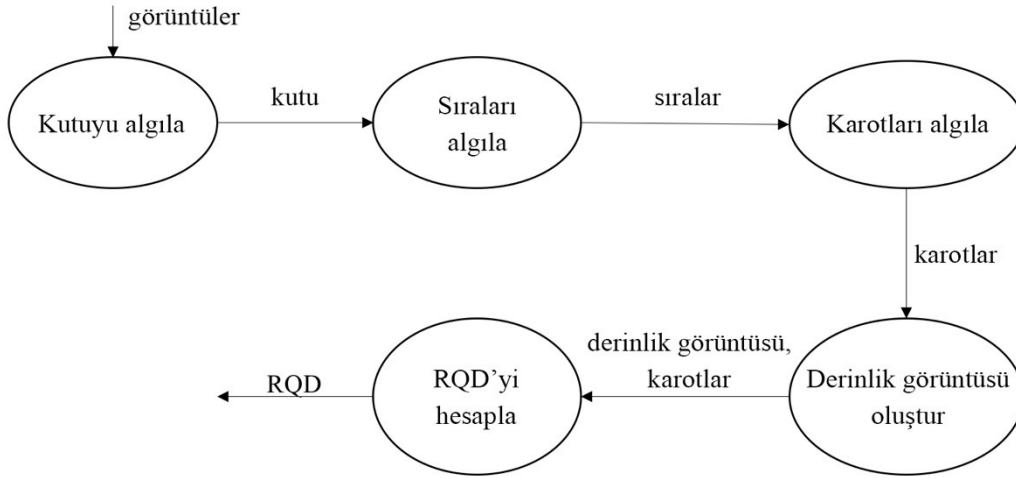 görüntüler
Kutuyu algıla
kutu
Sıraları
algıla
sıralar
Karotları algıla
karotlar
Derinlik görüntüsü
oluştur
derinlik görüntüsü,
karotlar
RQD’yi
hesapla
RQD